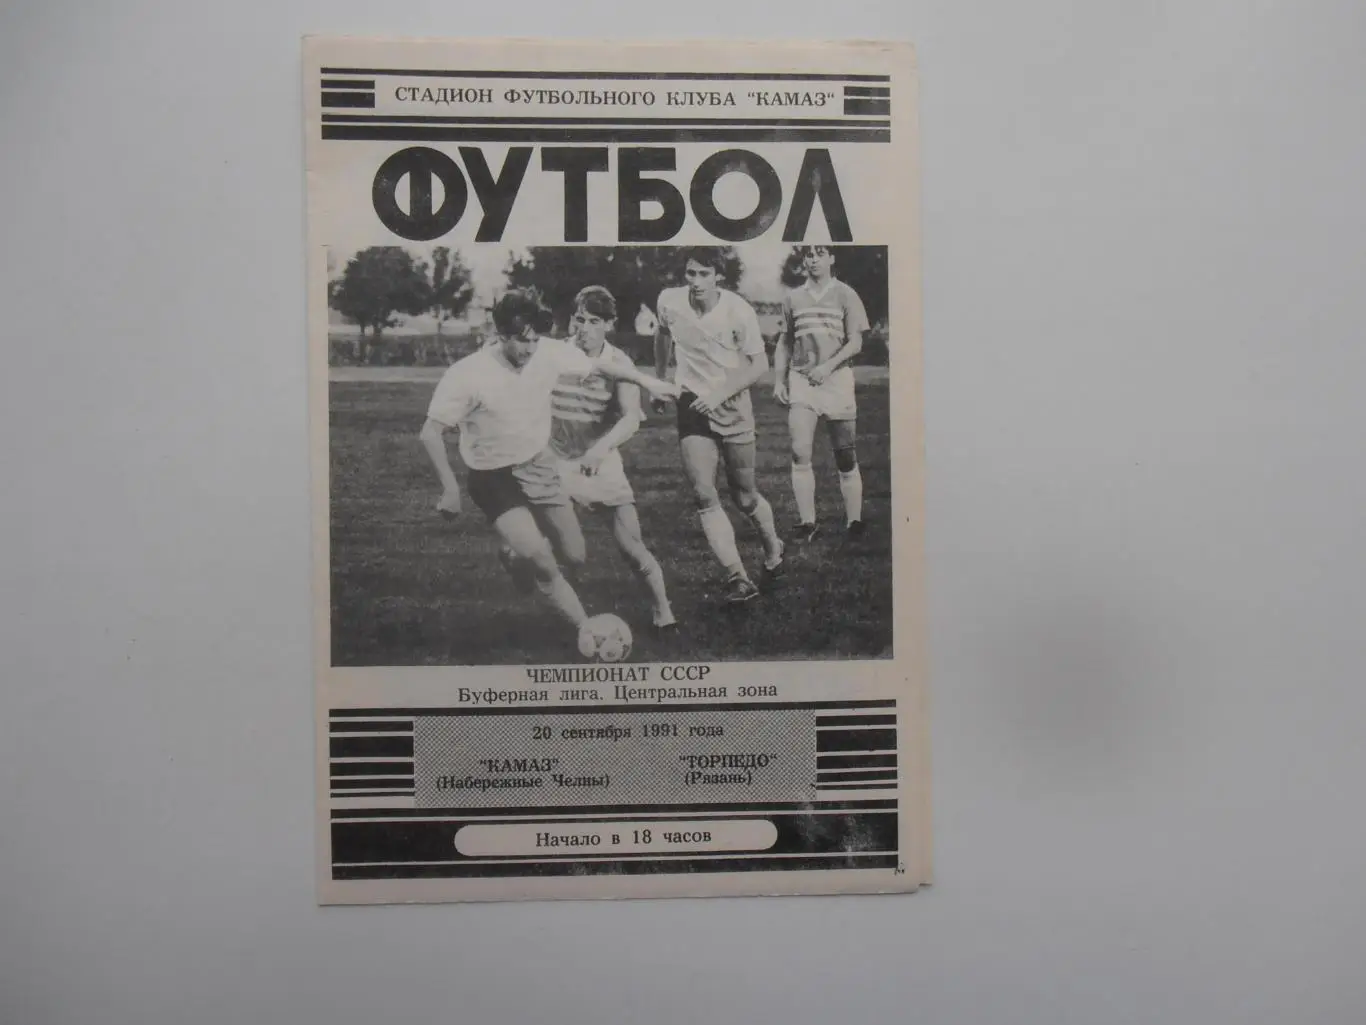 СТАДИОН ФУТБОЛЬНОГО КЛУБА "КАМАЗ"
ФУТБОЛ
ЧЕМПИОНАТ СССР
Буферная лига. Центральная зона
20 сентября 1991 года
"КАМАЗ" "ТОРПЕДО"
(Набережные Челны) (Рязань)
Начало в 18 часов